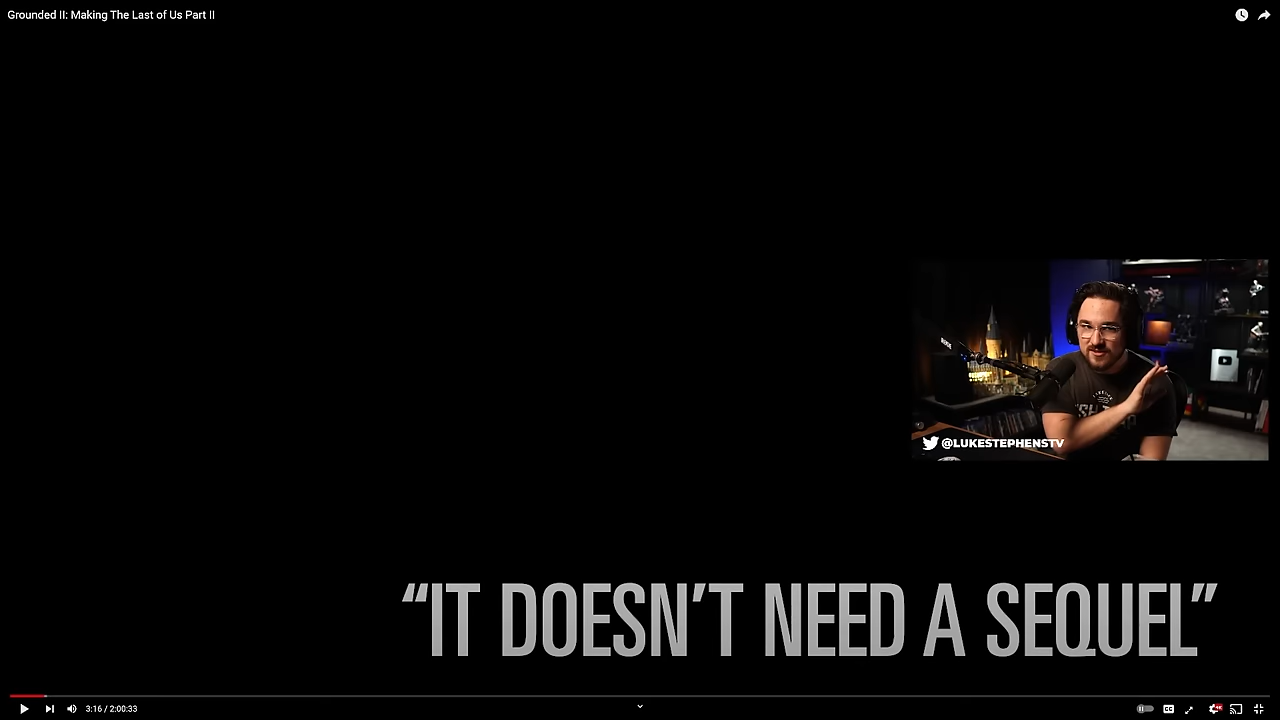 Grounded II: Making The Last of Us Part II
@LUKESTEPHENSTV
“IT DOESN’T NEED A SEQUEL”
3:16 / 2:00:33